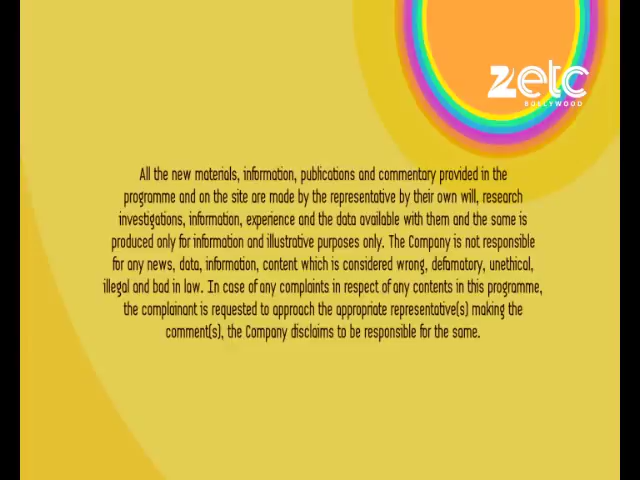 zetc
BOLLYWOOD
All the new materials, information, publications and commentary provided in the
programme and on the site are made by the representative by their own will, research
investigations, information, experience and the data available with them and the same is
produced only for information and illustrative purposes only. The Company is not responsible
for any news, data, information, content which is considered wrong, defamatory, unethical,
illegal and bad in law. In case of any complaints in respect of any contents in this programme,
the complainant is requested to approach the appropriate representative(s) making the
comment(s), the Company disclaims to be responsible for the same.